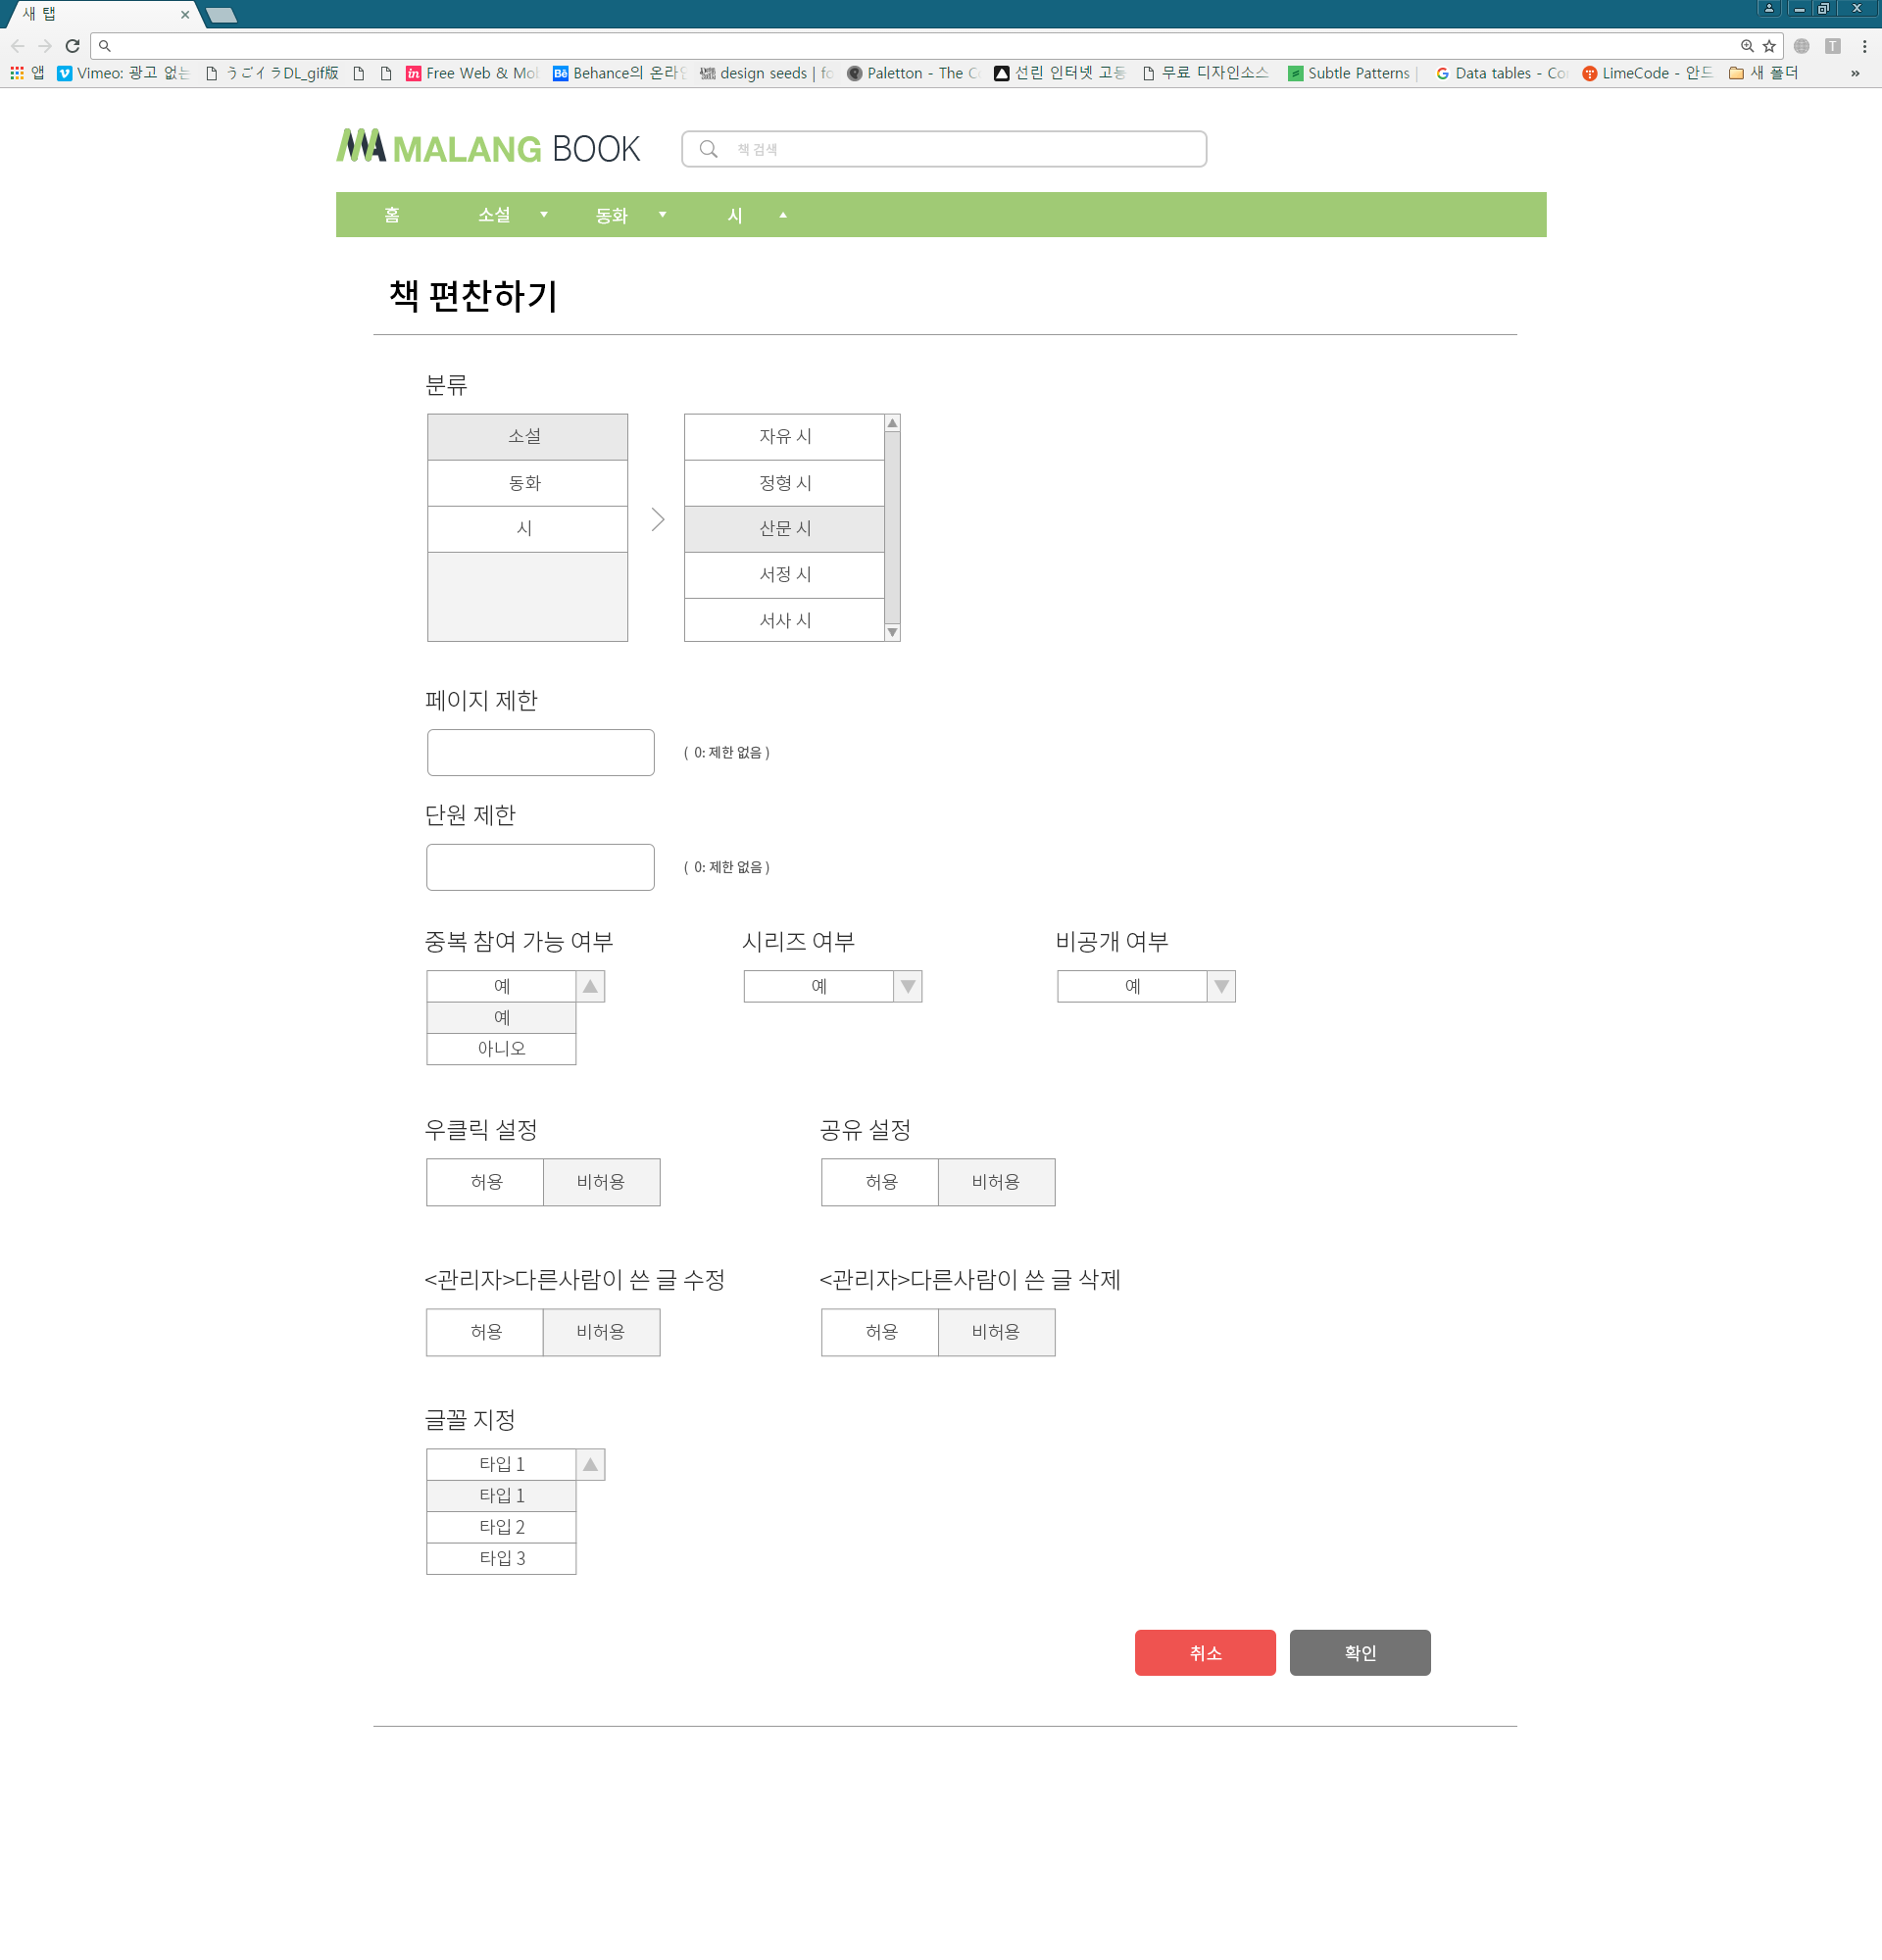 새 탭
앱 Vimeo: 광고 없는 うごイラDL_gif版 Free Web & Mo Behance의 온라인 design seeds | fo Paletton - The C 선린 인터넷 고등 무료 디자인소스 Subtle Patterns | Data tables - Co LimeCode - 안드 새 폴더 »
MALANG BOOK 책 검색
홈 소설 동화 시
책 편찬하기
분류
소설 자유 시
동화 정형 시
시 산문 시
서정 시
서사 시
페이지 제한
( 0: 제한 없음 )
단원 제한
( 0: 제한 없음 )
중복 참여 가능 여부 시리즈 여부 비공개 여부
예 예 예
예
아니오
우클릭 설정 공유 설정
허용 비허용 허용 비허용
<관리자>다른사람이 쓴 글 수정 <관리자>다른사람이 쓴 글 삭제
허용 비허용 허용 비허용
글꼴 지정
타입 1
타입 1
타입 2
타입 3
취소 확인